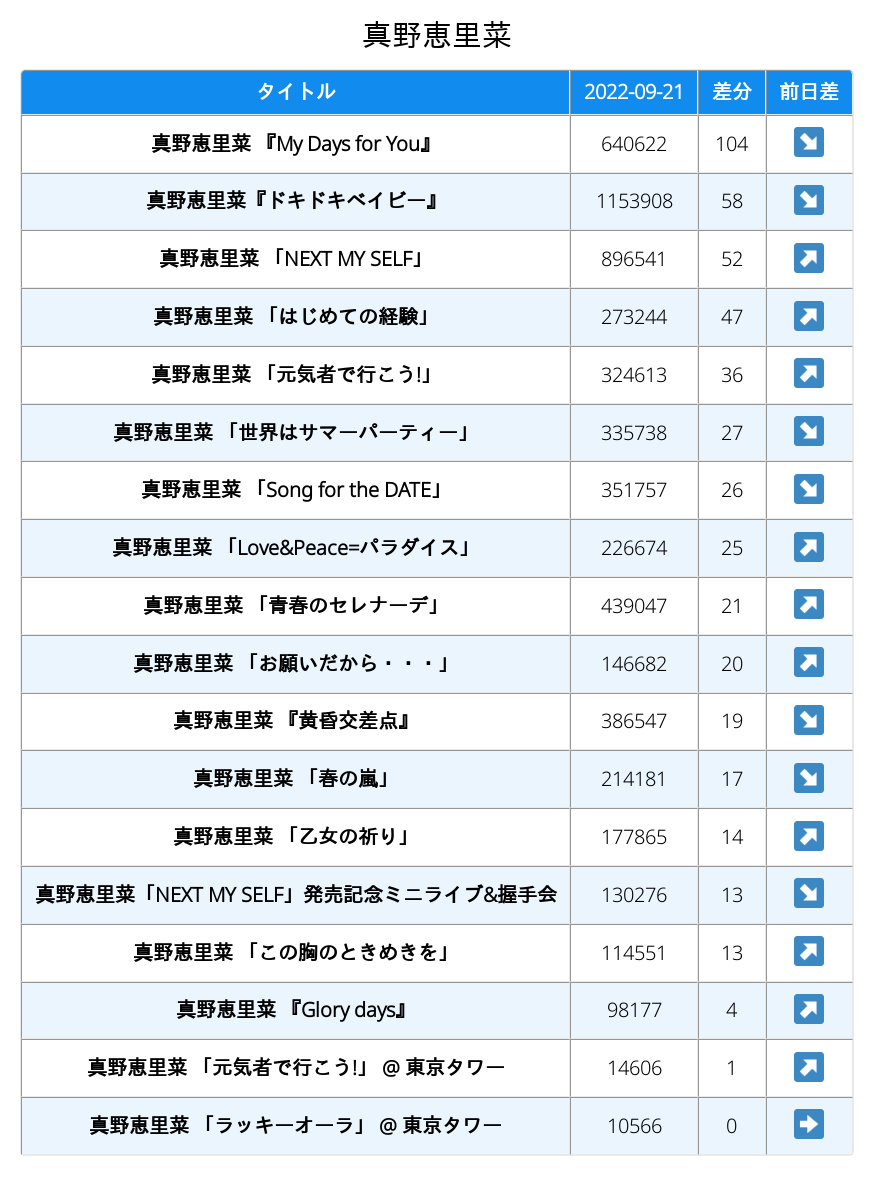 真野恵里菜
タイトル 2022-09-21 差分 前日差
真野恵里菜 『My Days for You』 640622 104 ↘
真野恵里菜『ドキドキベイビー』 1153908 58 ↘
真野恵里菜 「NEXT MY SELF」 896541 52 ↗
真野恵里菜 「はじめての経験」 273244 47 ↗
真野恵里菜 「元気者で行こう!」 324613 36 ↗
真野恵里菜 「世界はサマーパーティー」 335738 27 ↘
真野恵里菜 「Song for the DATE」 351757 26 ↘
真野恵里菜 「Love&Peace=パラダイス」 226674 25 ↗
真野恵里菜 「青春のセレナーデ」 439047 21 ↗
真野恵里菜 「お願いだから・・・」 146682 20 ↗
真野恵里菜 『黄昏交差点』 386547 19 ↘
真野恵里菜 「春の嵐」 214181 17 ↘
真野恵里菜 「乙女の祈り」 177865 14 ↗
真野恵里菜「NEXT MY SELF」発売記念ミニライブ&握手会 130276 13 ↘
真野恵里菜 「この胸のときめきを」 114551 13 ↗
真野恵里菜 『Glory days』 98177 4 ↗
真野恵里菜 「元気者で行こう!」 @ 東京タワー 14606 1 ↗
真野恵里菜 「ラッキーオーラ」 @ 東京タワー 10566 0 ➡